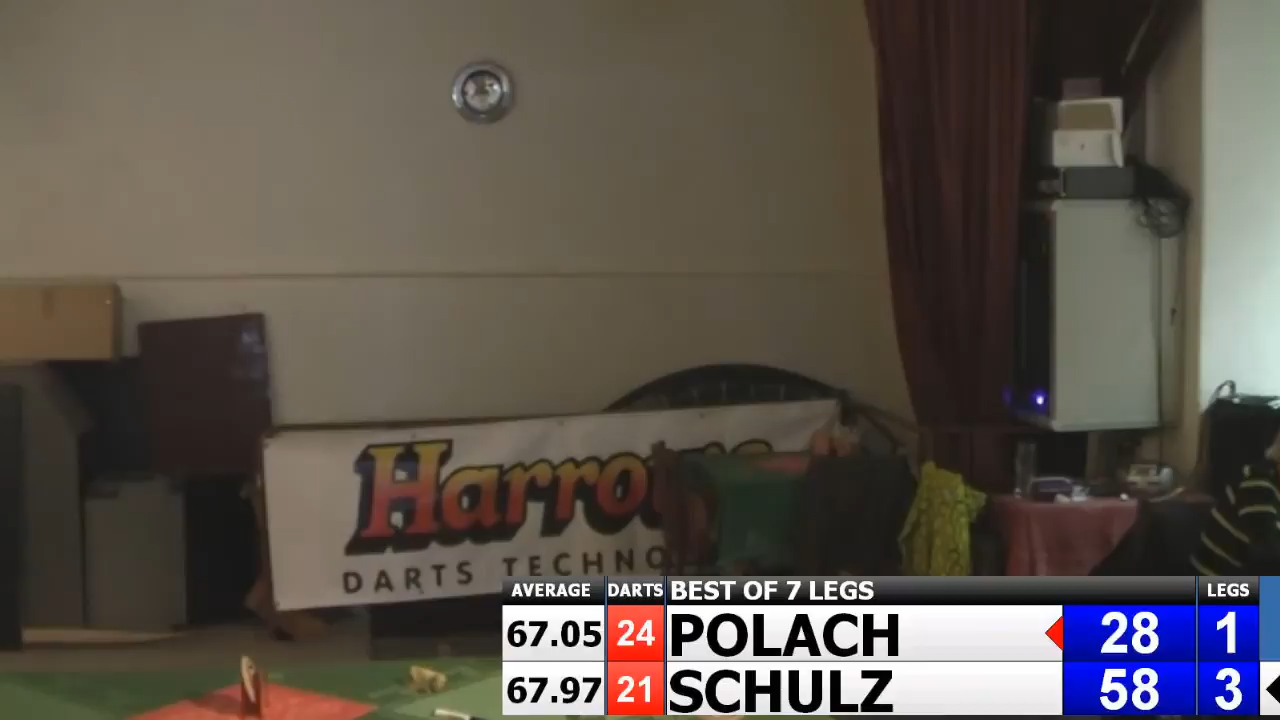 Harrows
DARTS TECHNO
AVERAGE DARTS BEST OF 7 LEGS LEGS
67.05 24 POLACH 28 1
67.97 21 SCHULZ 58 3